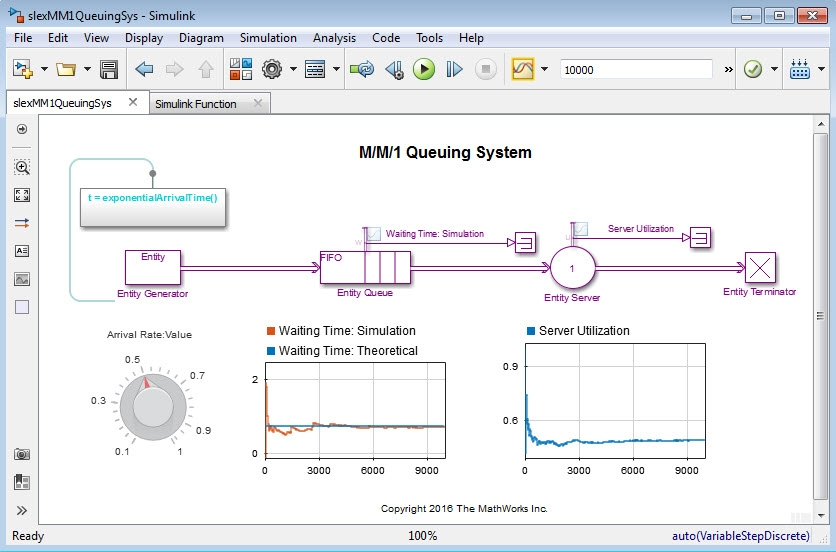 slexMM1QueuingSys - Simulink
File Edit View Display Diagram Simulation Analysis Code Tools Help
10000 »
slexMM1QueuingSys Simulink Function
M/M/1 Queuing System
t = exponentialArrivalTime()
Waiting Time: Simulation
Server Utilization
Entity
FIFO
1
Entity Generator
Entity Queue
Entity Server
Entity Terminator
Arrival Rate:Value
0.1 0.3 0.5 0.7 0.9 1
Waiting Time: Simulation
Waiting Time: Theoretical
2
0
0 3000 6000 9000
Server Utilization
0.9
0.6
0 3000 6000 9000
Copyright 2016 The MathWorks Inc.
Ready 100% auto(VariableStepDiscrete)